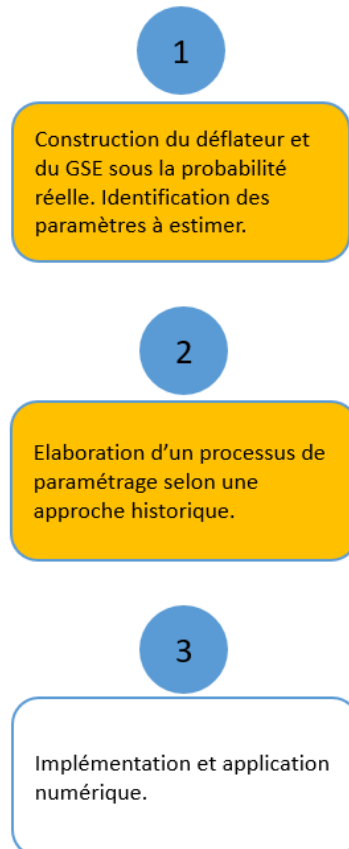 1
Construction du déflateur et
du GSE sous la probabilité
réelle. Identification des
paramètres à estimer.
2
Elaboration d'un processus de
paramétrage selon une
approche historique.
3
Implémentation et application
numérique.